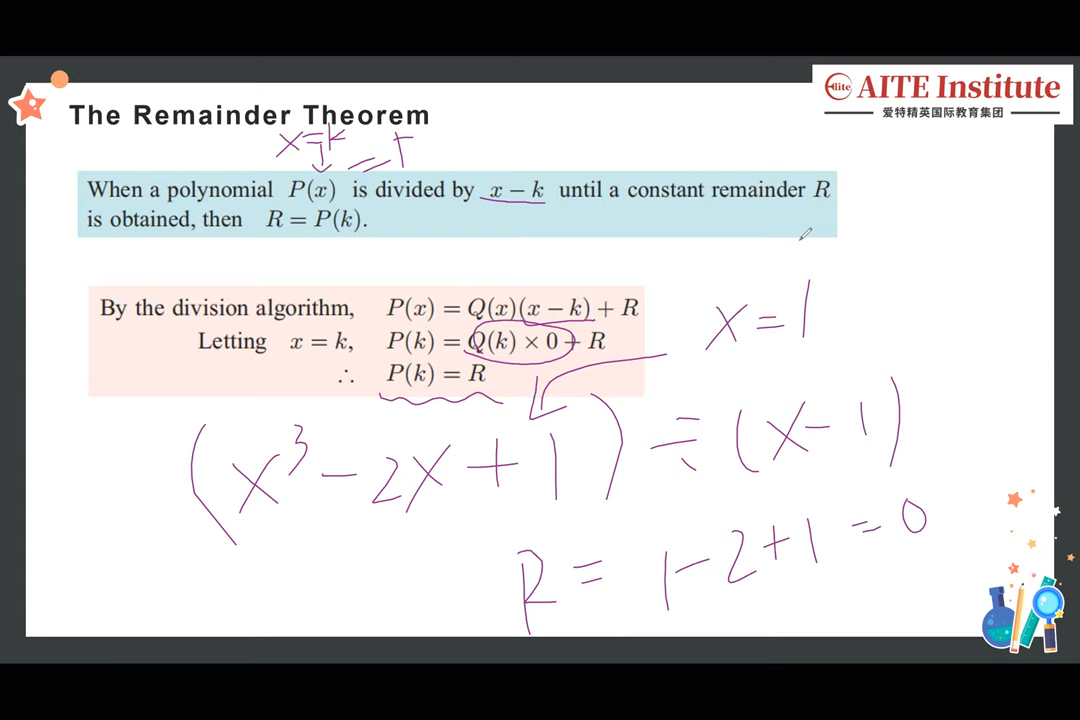 Elite AITE Institute
爱特精英国际教育集团
The Remainder Theorem
x = k
= r
When a polynomial P(x) is divided by x − k until a constant remainder R
is obtained, then R = P(k).
By the division algorithm, P(x) = Q(x)(x − k) + R
Letting x = k, P(k) = Q(k) × 0 + R
∴ P(k) = R
x = 1
(x³ − 2x + 1) ÷ (x − 1)
R = 1 − 2 + 1 = 0